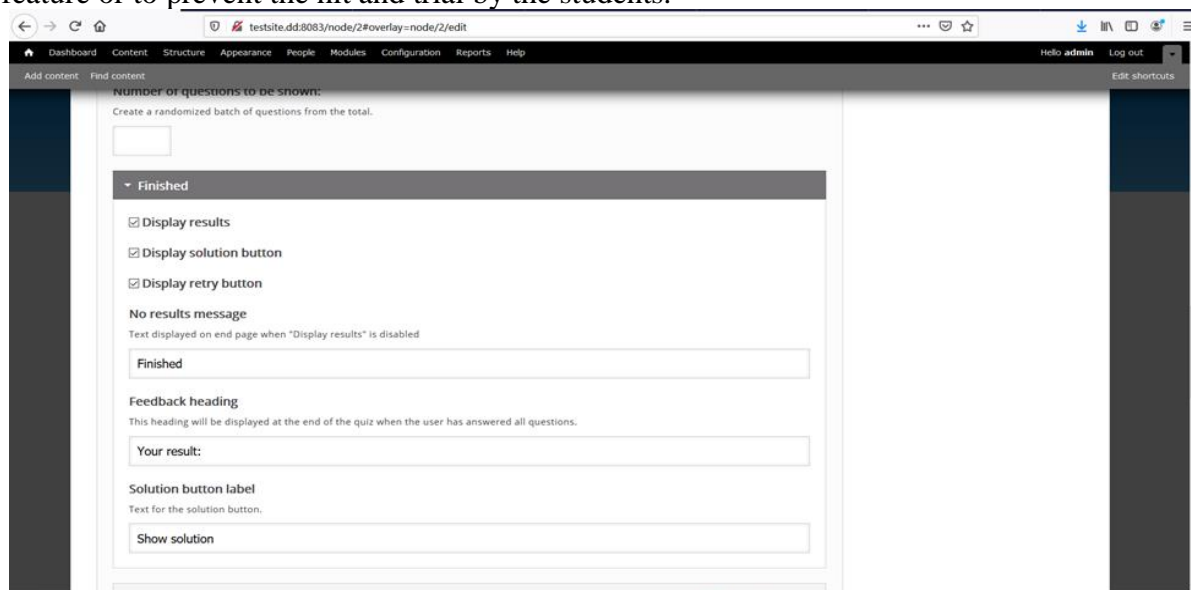 feature or to prevent the hit and trial by the students.
testsite.dd:8083/node/2#overlay=node/2/edit
Dashboard Content Structure Appearance People Modules Configuration Reports Help Hello admin Log out
Add content Find content Edit shortcuts
Number of questions to be shown:
Create a randomized batch of questions from the total.
Finished
Display results
Display solution button
Display retry button
No results message
Text displayed on end page when "Display results" is disabled
Finished
Feedback heading
This heading will be displayed at the end of the quiz when the user has answered all questions.
Your result:
Solution button label
Text for the solution button.
Show solution